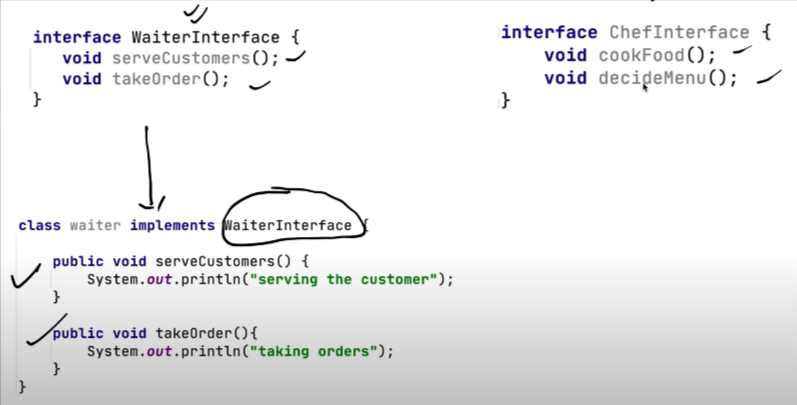 interface WaiterInterface {
void serveCustomers();
void takeOrder();
}
interface ChefInterface {
void cookFood();
void decideMenu();
}
class waiter implements WaiterInterface {
public void serveCustomers() {
System.out.println("serving the customer");
}
public void takeOrder(){
System.out.println("taking orders");
}
}